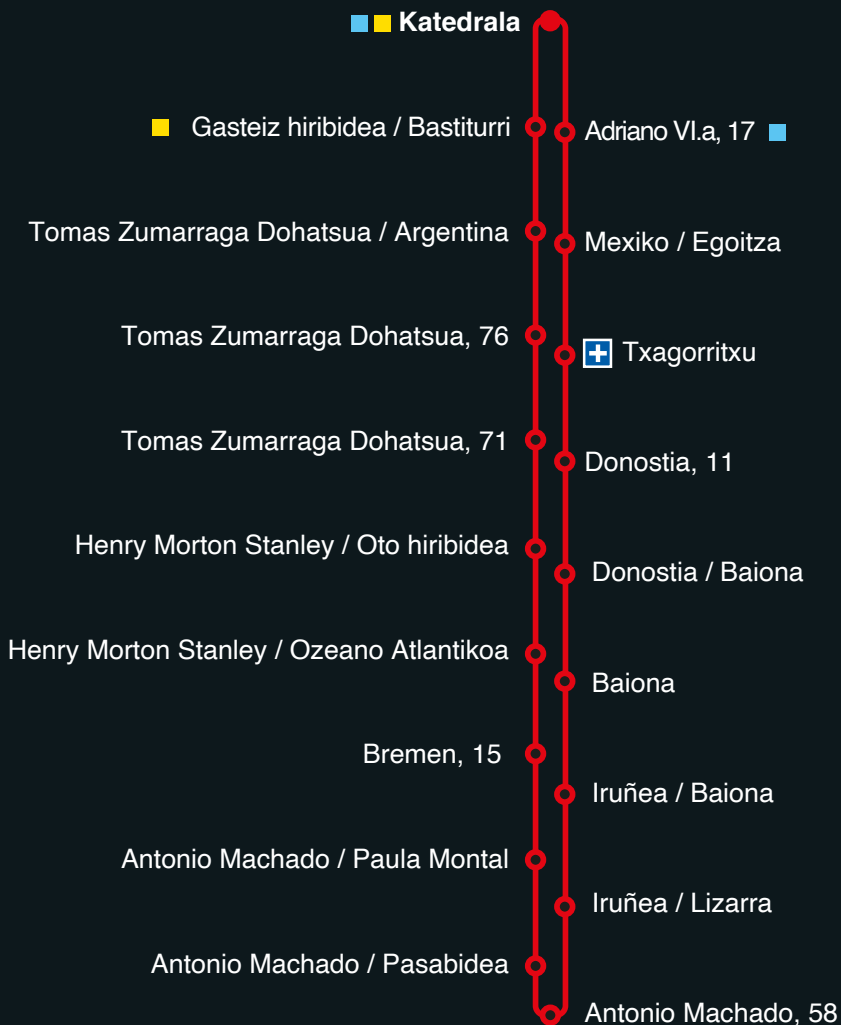 Katedrala
Gasteiz hiribidea / Bastiturri
Adriano VI.a, 17
Tomas Zumarraga Dohatsua / Argentina
Mexiko / Egoitza
Tomas Zumarraga Dohatsua, 76
Txagorritxu
Tomas Zumarraga Dohatsua, 71
Donostia, 11
Henry Morton Stanley / Oto hiribidea
Donostia / Baiona
Henry Morton Stanley / Ozeano Atlantikoa
Baiona
Bremen, 15
Iruñea / Baiona
Antonio Machado / Paula Montal
Iruñea / Lizarra
Antonio Machado / Pasabidea
Antonio Machado, 58